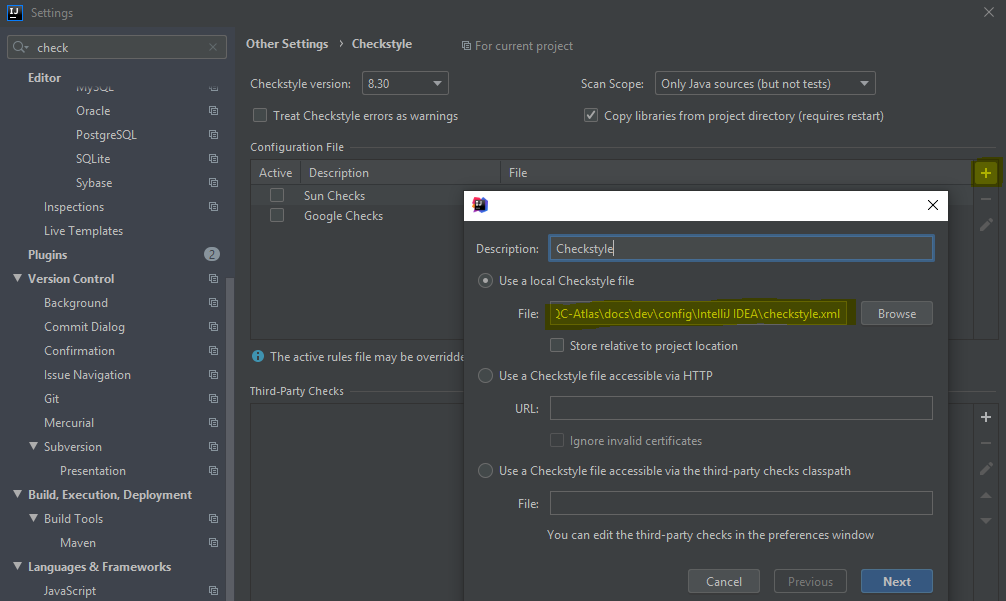 Settings
check
Editor
MySQL
Oracle
PostgreSQL
SQLite
Sybase
Inspections
Live Templates
Plugins
2
Version Control
Background
Commit Dialog
Confirmation
Issue Navigation
Git
Mercurial
Subversion
Presentation
Build, Execution, Deployment
Build Tools
Maven
Languages & Frameworks
JavaScript
Other Settings › Checkstyle
For current project
Checkstyle version: 8.30
Scan Scope: Only Java sources (but not tests)
Treat Checkstyle errors as warnings
Copy libraries from project directory (requires restart)
Configuration File
Active Description File
Sun Checks
Google Checks
The active rules file may be overridde
Third-Party Checks
IJ
Description: Checkstyle
Use a local Checkstyle file
File: QC-Atlas\docs\dev\config\IntelliJ IDEA\checkstyle.xml Browse
Store relative to project location
Use a Checkstyle file accessible via HTTP
URL:
Ignore invalid certificates
Use a Checkstyle file accessible via the third-party checks classpath
File:
You can edit the third-party checks in the preferences window
Cancel Previous Next